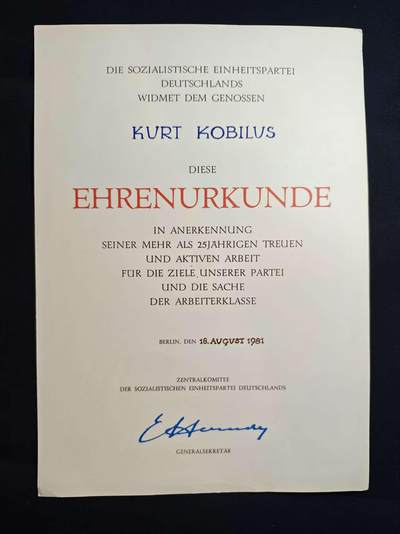 DIE SOZIALISTISCHE EINHEITSPARTEI
DEUTSCHLANDS
WIDMET DEM GENOSSEN
KURT KOBILUS
DIESE
EHRENURKUNDE
IN ANERKENNUNG
SEINER MEHR ALS 25JÄHRIGEN TREUEN
UND AKTIVEN ARBEIT
FÜR DIE ZIELE UNSERER PARTEI
UND DIE SACHE
DER ARBEITERKLASSE
BERLIN, DEN 18. AUGUST 1981
ZENTRALKOMITEE
DER SOZIALISTISCHEN EINHEITSPARTEI DEUTSCHLANDS
GENERALSEKRETÄR